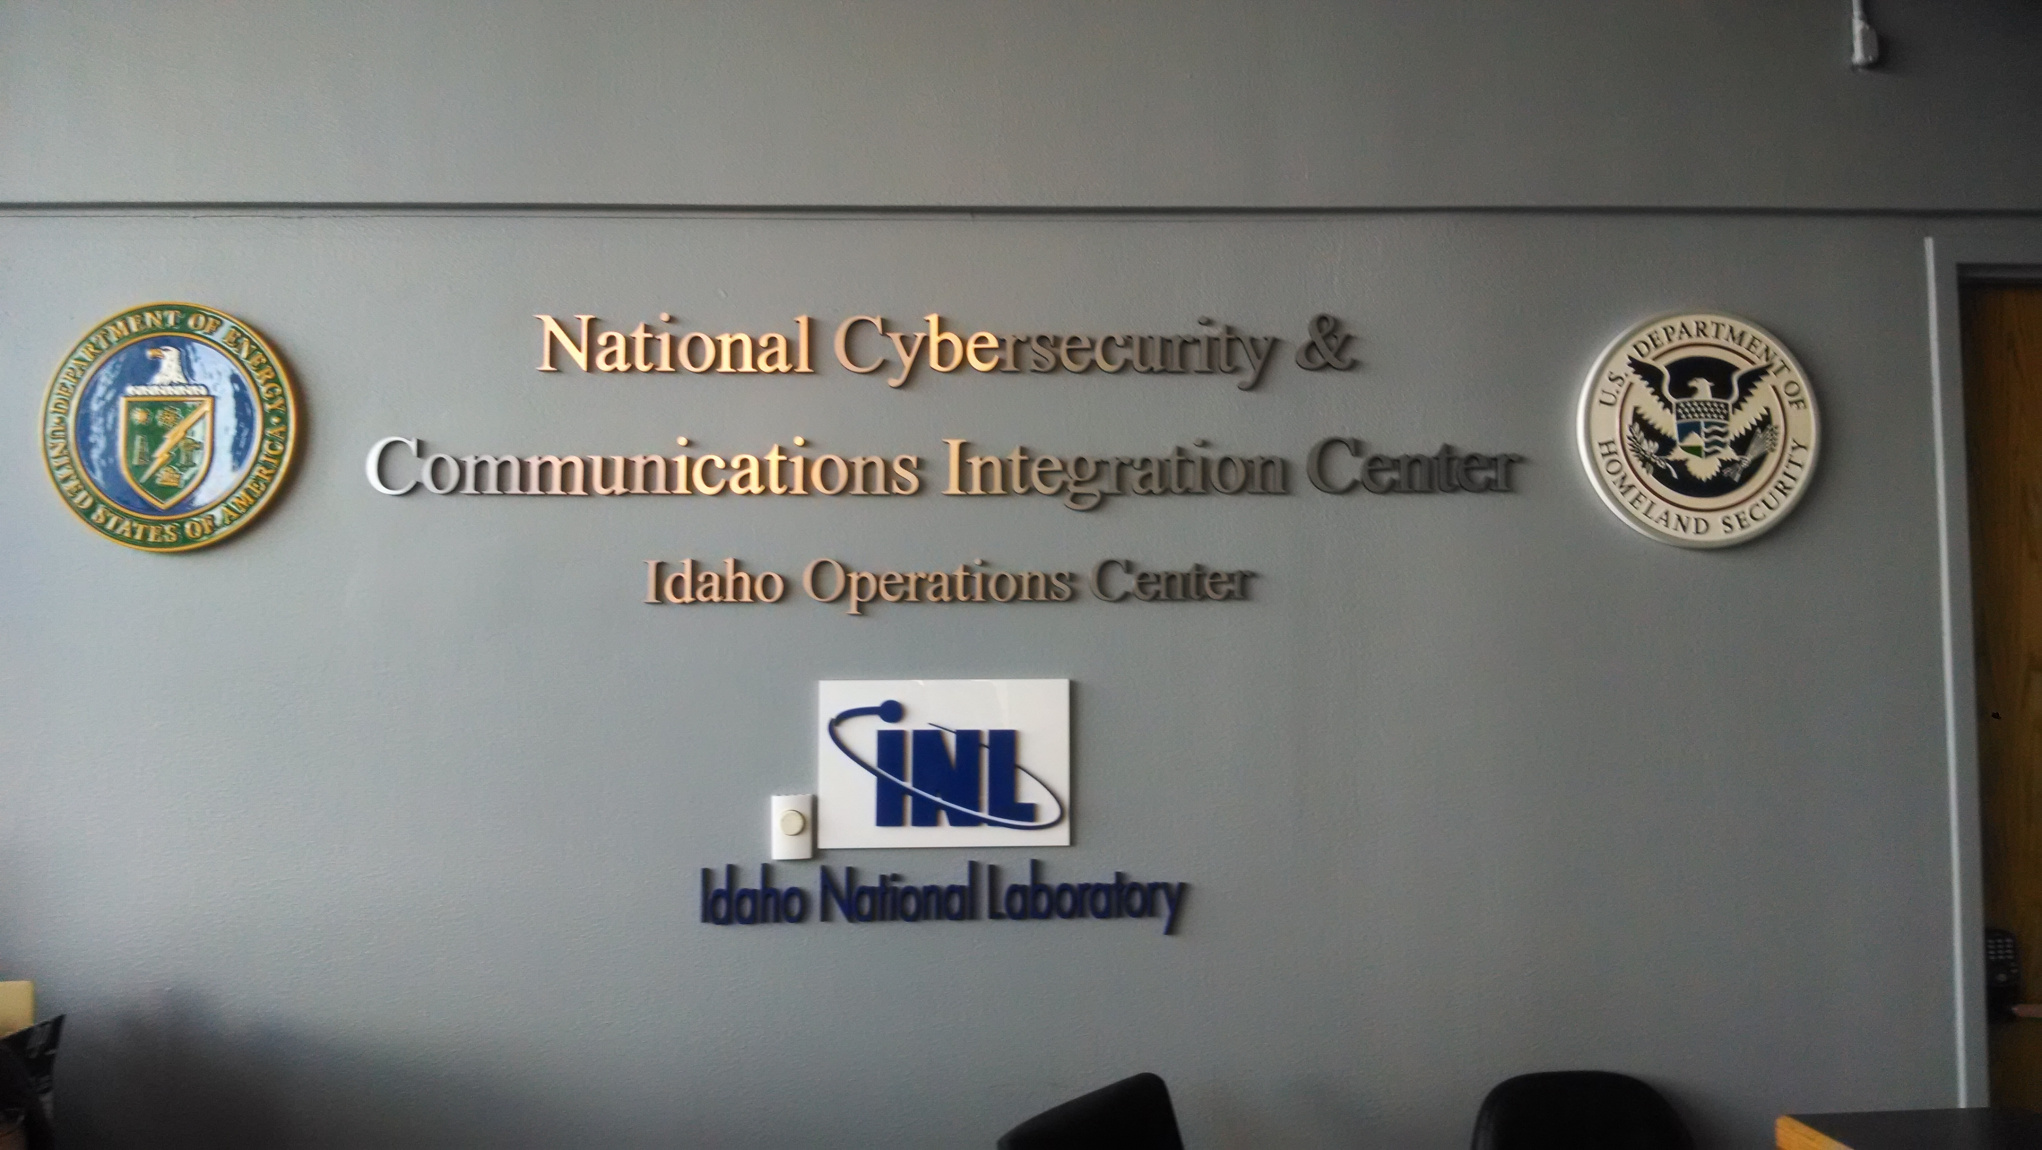 DEPARTMENT OF ENERGY
UNITED STATES OF AMERICA
National Cybersecurity &
Communications Integration Center
Idaho Operations Center
U.S. DEPARTMENT OF
HOMELAND SECURITY
INL
Idaho National Laboratory